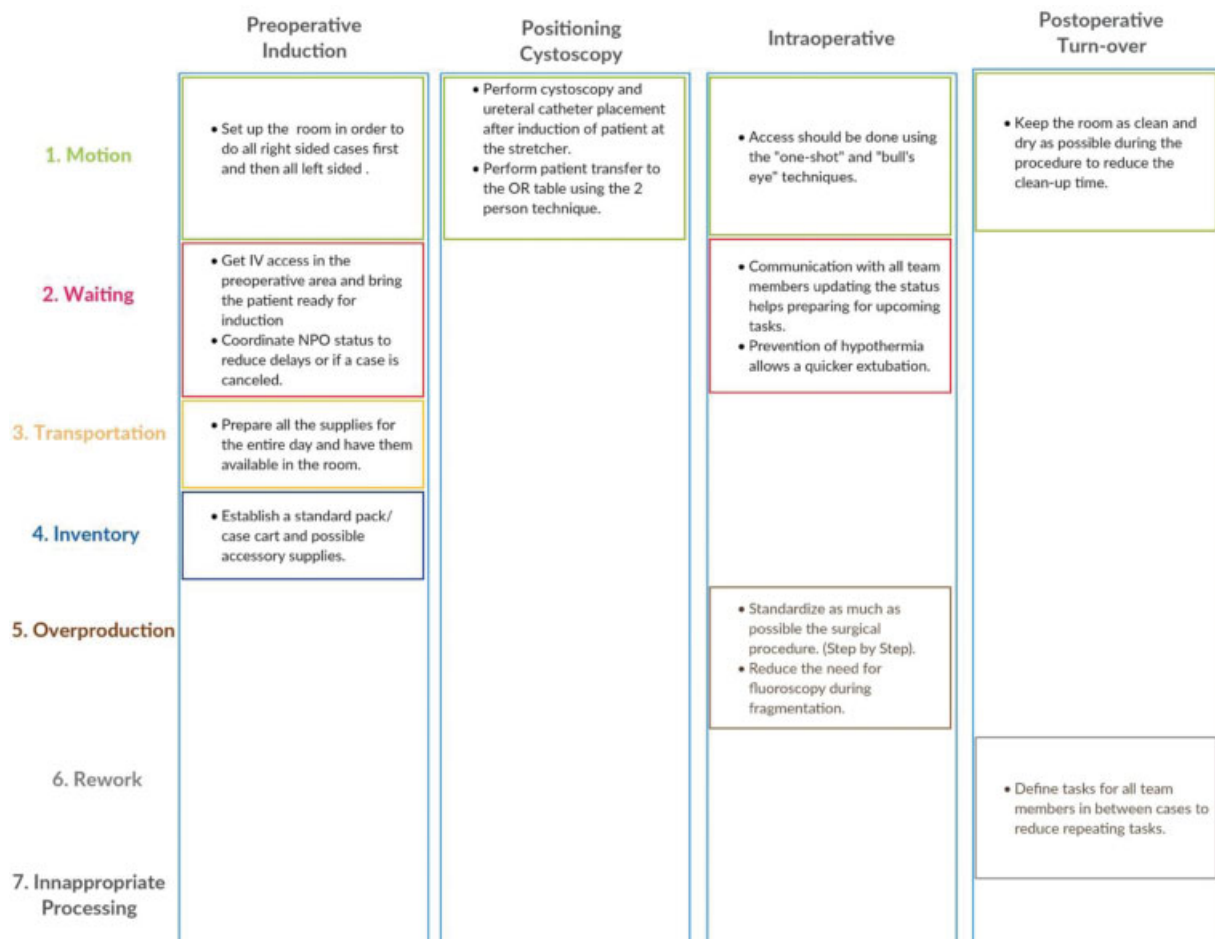 Preoperative
Induction
Positioning
Cystoscopy
Intraoperative
Postoperative
Turn-over
1. Motion
• Set up the room in order to
do all right sided cases first
and then all left sided .
• Perform cystoscopy and
ureteral catheter placement
after induction of patient at
the stretcher.
• Perform patient transfer to
the OR table using the 2
person technique.
• Access should be done using
the "one-shot" and "bull's
eye" techniques.
• Keep the room as clean and
dry as possible during the
procedure to reduce the
clean-up time.
2. Waiting
• Get IV access in the
preoperative area and bring
the patient ready for
induction
• Coordinate NPO status to
reduce delays or if a case is
canceled.
• Communication with all team
members updating the status
helps preparing for upcoming
tasks.
• Prevention of hypothermia
allows a quicker extubation.
3. Transportation
• Prepare all the supplies for
the entire day and have them
available in the room.
4. Inventory
• Establish a standard pack/
case cart and possible
accessory supplies.
5. Overproduction
• Standardize as much as
possible the surgical
procedure. (Step by Step).
• Reduce the need for
fluoroscopy during
fragmentation.
6. Rework
• Define tasks for all team
members in between cases to
reduce repeating tasks.
7. Innappropriate
Processing